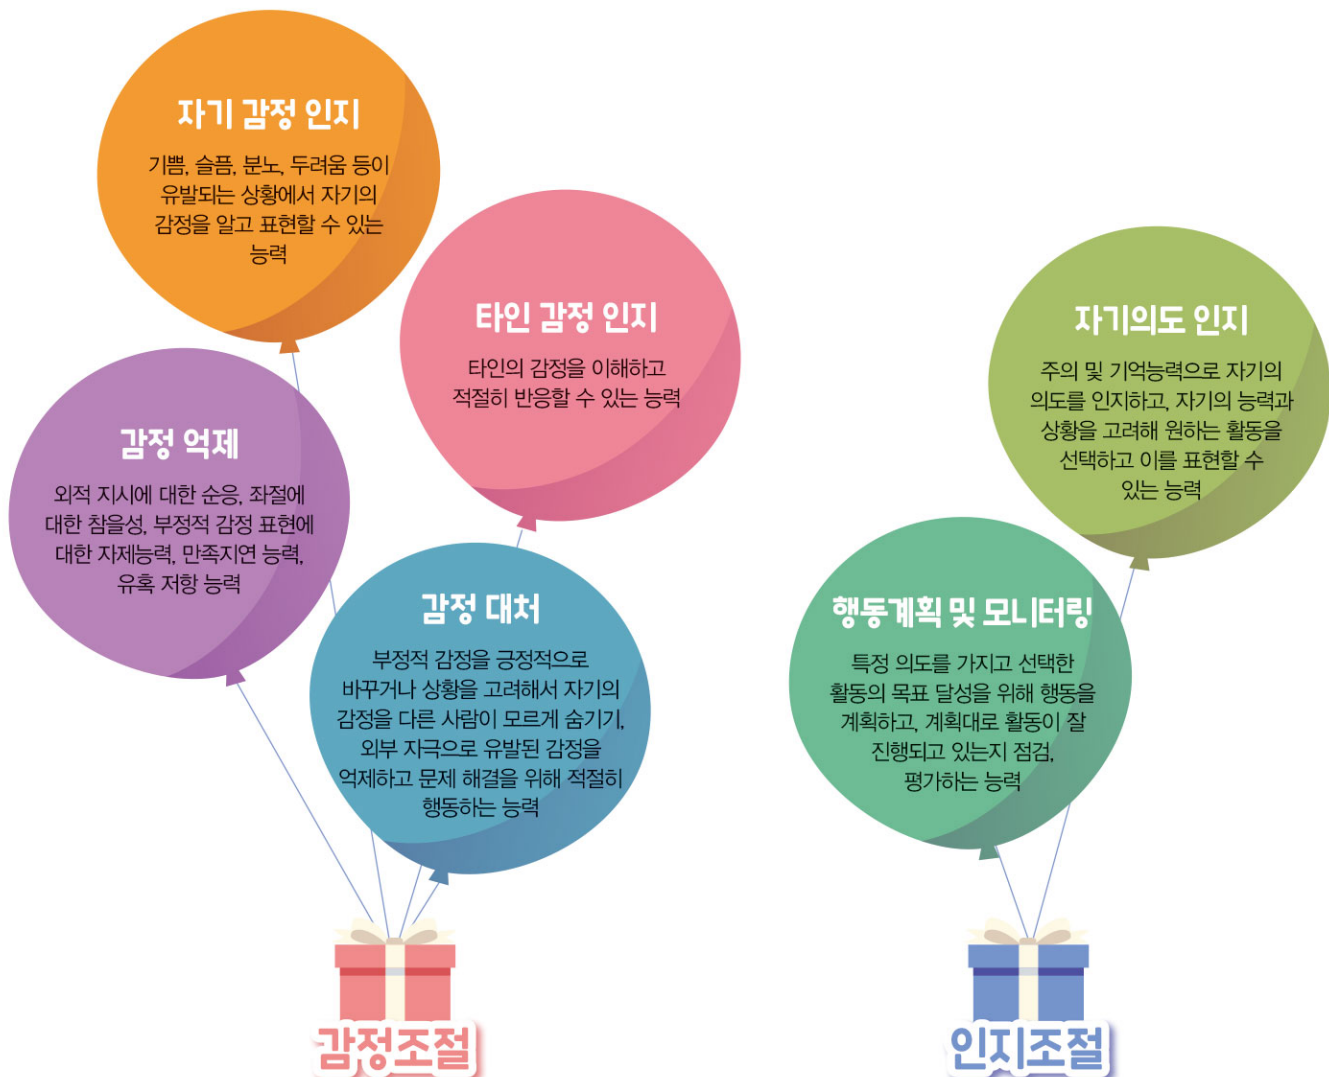 자기 감정 인지
기쁨, 슬픔, 분노, 두려움 등이
유발되는 상황에서 자기의
감정을 알고 표현할 수 있는
능력
타인 감정 인지
타인의 감정을 이해하고
적절히 반응할 수 있는 능력
감정 억제
외적 지시에 대한 순응, 좌절에
대한 참을성, 부정적 감정 표현에
대한 자제능력, 만족지연 능력,
유혹 저항 능력
감정 대처
부정적 감정을 긍정적으로
바꾸거나 상황을 고려해서 자기의
감정을 다른 사람이 모르게 숨기기,
외부 자극으로 유발된 감정을
억제하고 문제 해결을 위해 적절히
행동하는 능력
감정조절
자기의도 인지
주의 및 기억능력으로 자기의
의도를 인지하고, 자기의 능력과
상황을 고려해 원하는 활동을
선택하고 이를 표현할 수
있는 능력
행동계획 및 모니터링
특정 의도를 가지고 선택한
활동의 목표 달성을 위해 행동을
계획하고, 계획대로 활동이 잘
진행되고 있는지 점검,
평가하는 능력
인지조절